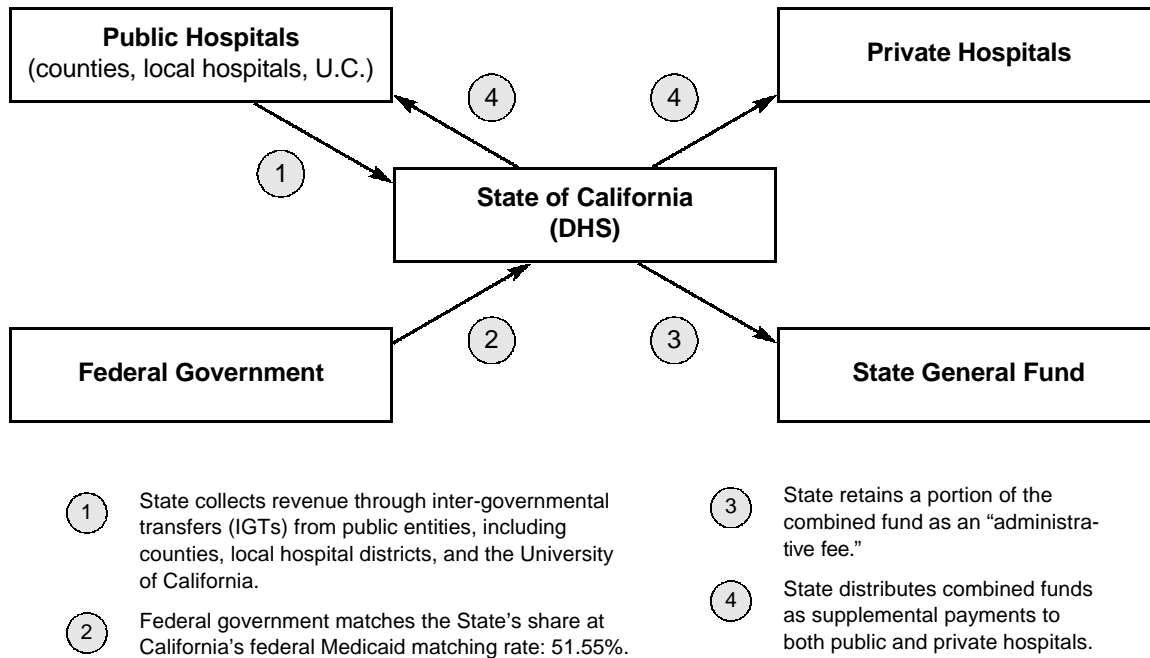 Public Hospitals
(counties, local hospitals, U.C.)
Private Hospitals
4
4
1
State of California
(DHS)
2
3
Federal Government
State General Fund
1
State collects revenue through inter-governmental
transfers (IGTs) from public entities, including
counties, local hospital districts, and the University
of California.
2
Federal government matches the State’s share at
California’s federal Medicaid matching rate: 51.55%.
3
State retains a portion of the
combined fund as an “administra-
tive fee.”
4
State distributes combined funds
as supplemental payments to
both public and private hospitals.